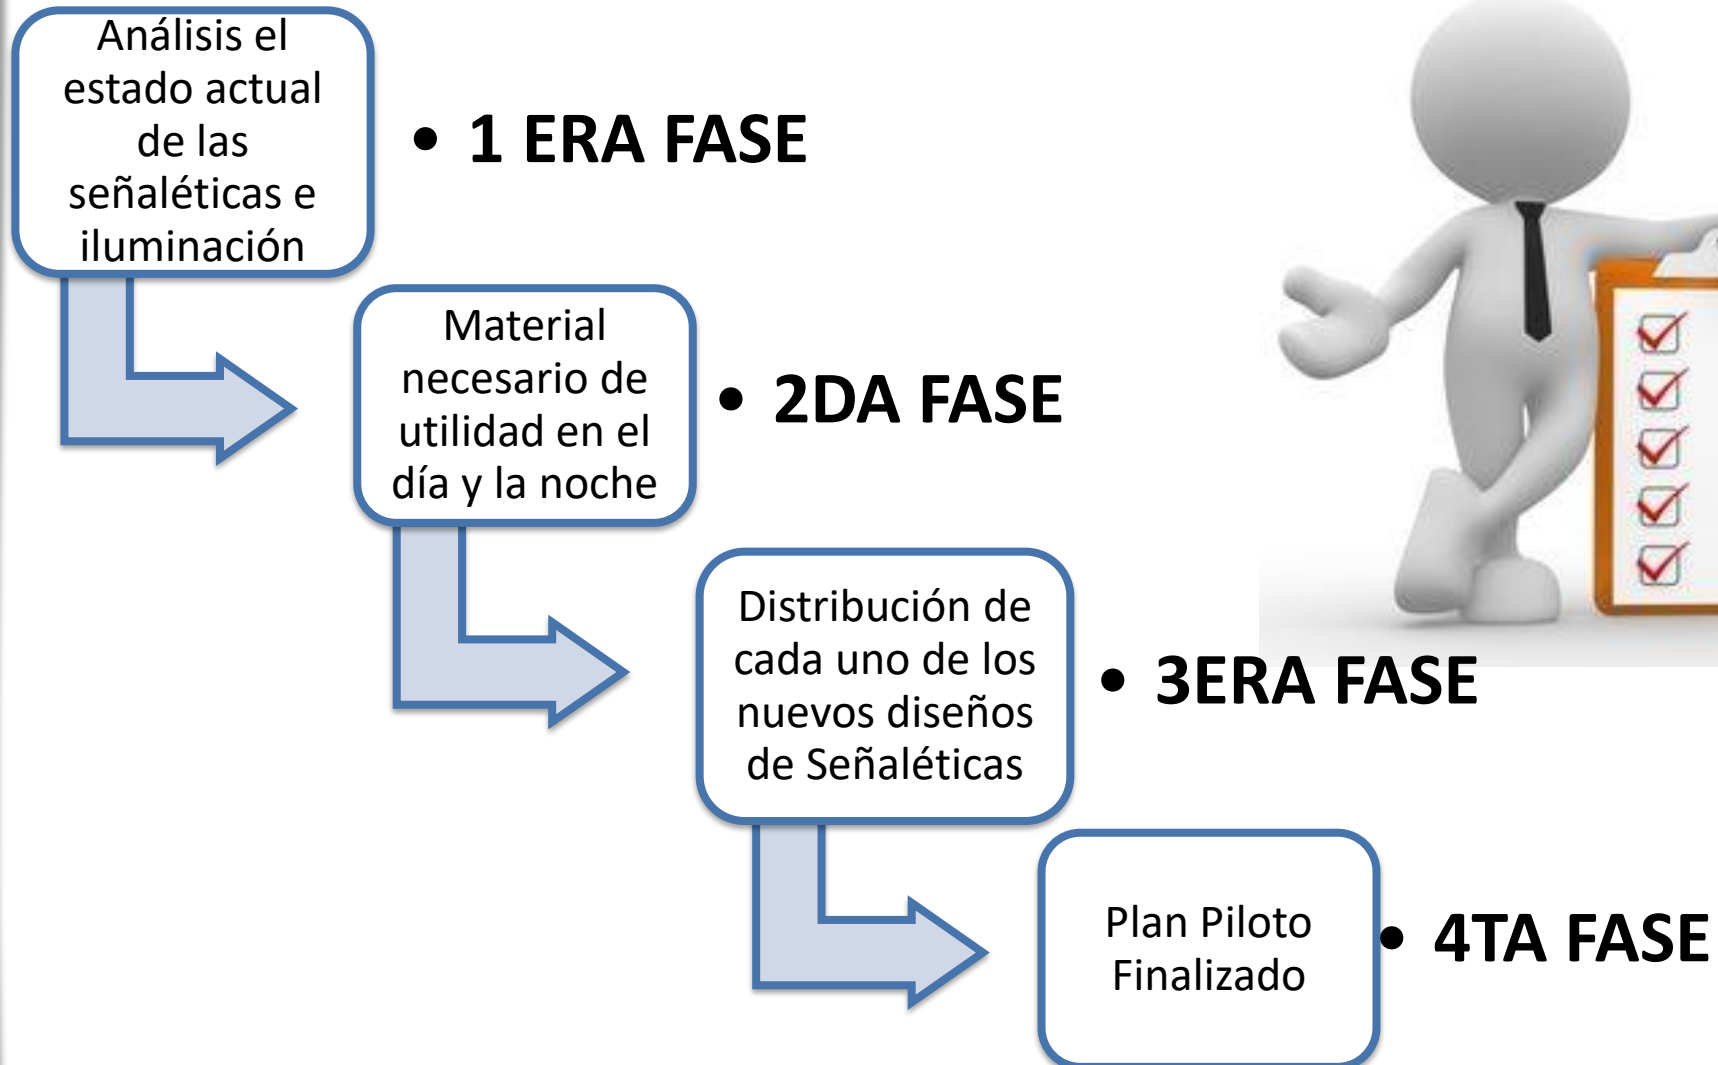 Análisis el
estado actual
de las
señaléticas e
iluminación
• 1 ERA FASE
Material
necesario de
utilidad en el
día y la noche
• 2DA FASE
Distribución de
cada uno de los
nuevos diseños
de Señaléticas
• 3ERA FASE
Plan Piloto
Finalizado
• 4TA FASE